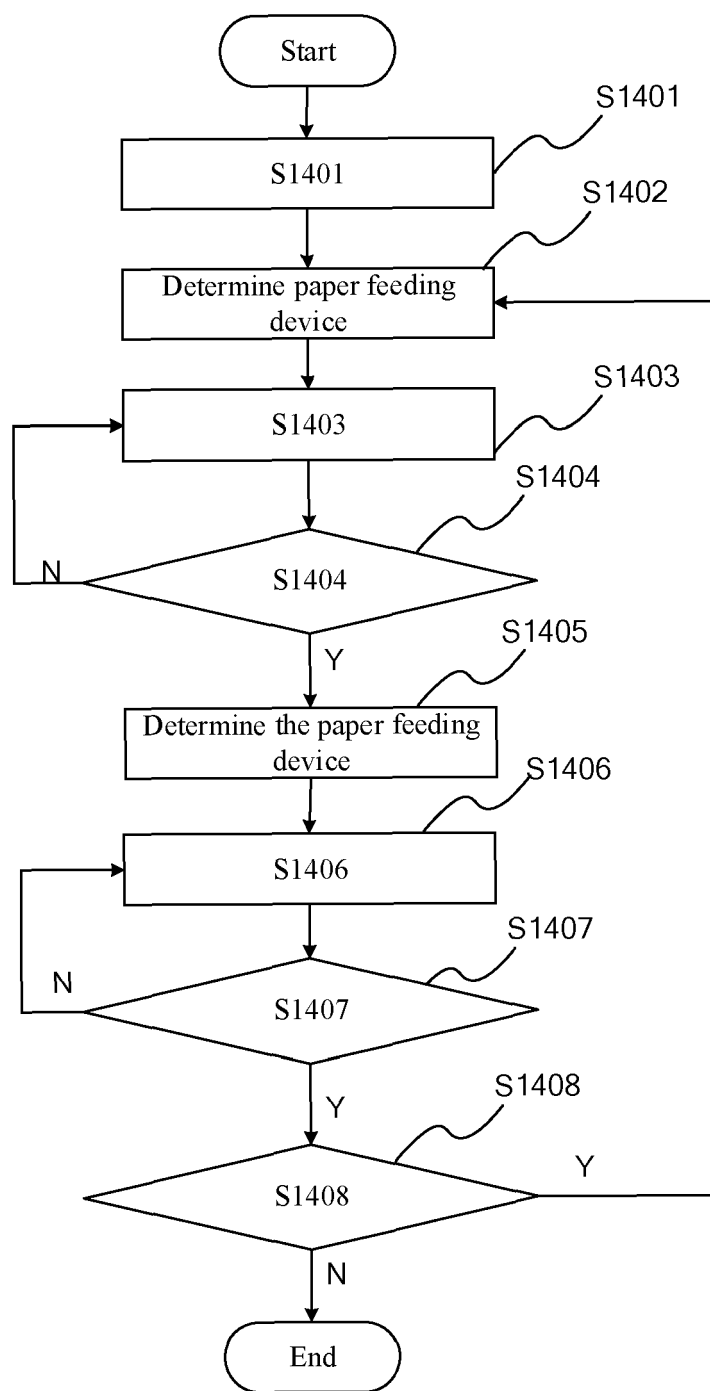 Start
S1401
S1401
S1402
Determine paper feeding
device
S1403
S1403
S1404
N
S1404
Y
S1405
Determine the paper feeding
device
S1406
S1406
S1407
N
S1407
Y
S1408
Y
S1408
N
End